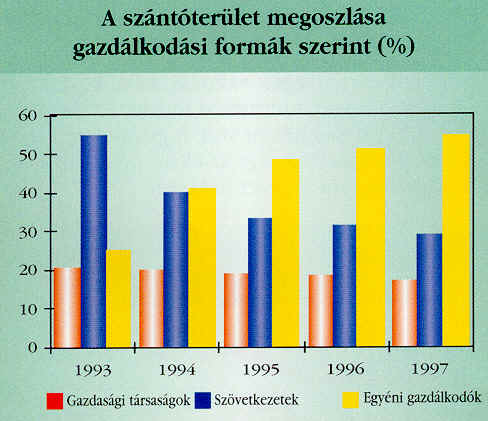 A szántóterület megoszlása
gazdálkodási formák szerint (%)
60
50
40
30
20
10
0
1993 1994 1995 1996 1997
Gazdasági társaságok Szövetkezetek Egyéni gazdálkodók